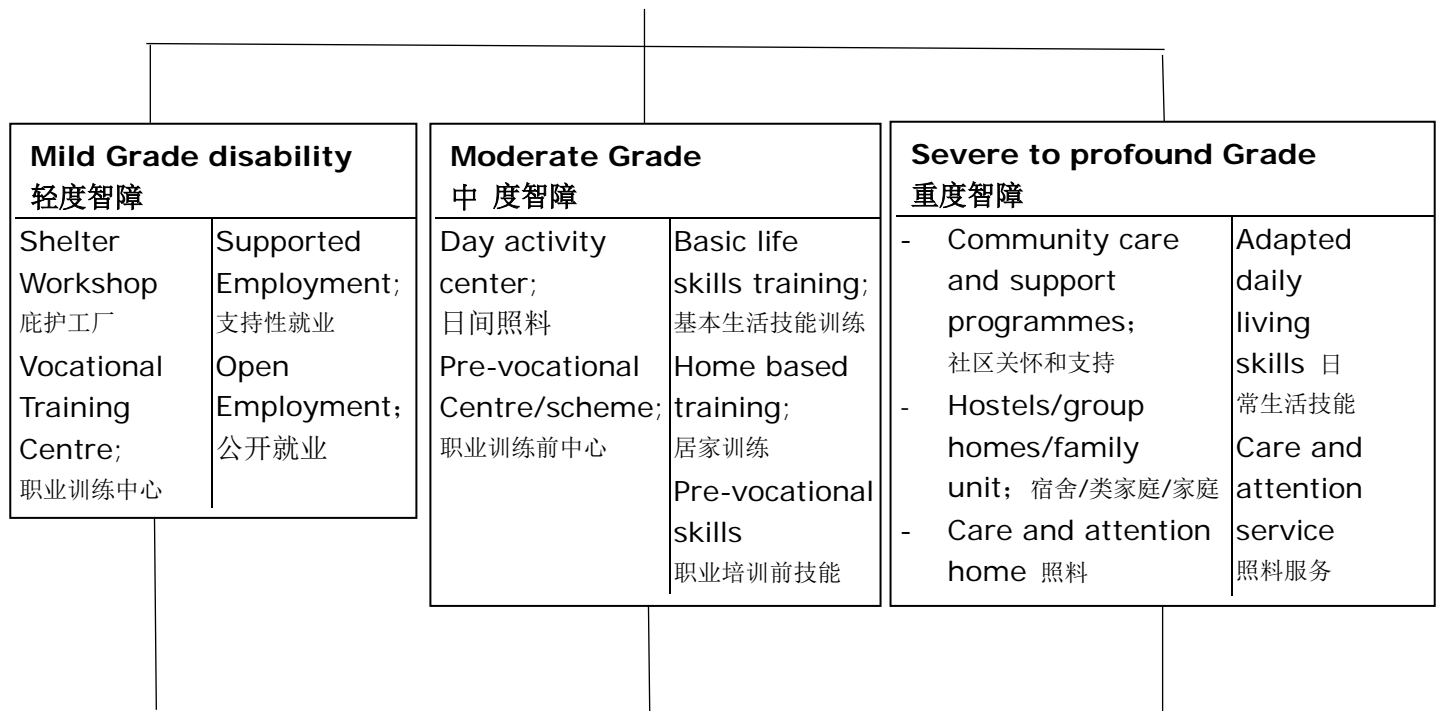 Mild Grade disability
轻度智障
Shelter
Workshop
庇护工厂
Vocational
Training
Centre;
职业训练中心
Supported
Employment;
支持性就业
Open
Employment；
公开就业
Moderate Grade
中 度智障
Day activity
center;
日间照料
Pre-vocational
Centre/scheme;
职业训练前中心
Basic life
skills training;
基本生活技能训练
Home based
training;
居家训练
Pre-vocational
skills
职业培训前技能
Severe to profound Grade
重度智障
- Community care
and support
programmes；
社区关怀和支持
- Hostels/group
homes/family
unit；宿舍/类家庭/家庭
- Care and attention
home 照料
Adapted
daily
living
skills 日
常生活技能
Care and
attention
service
照料服务